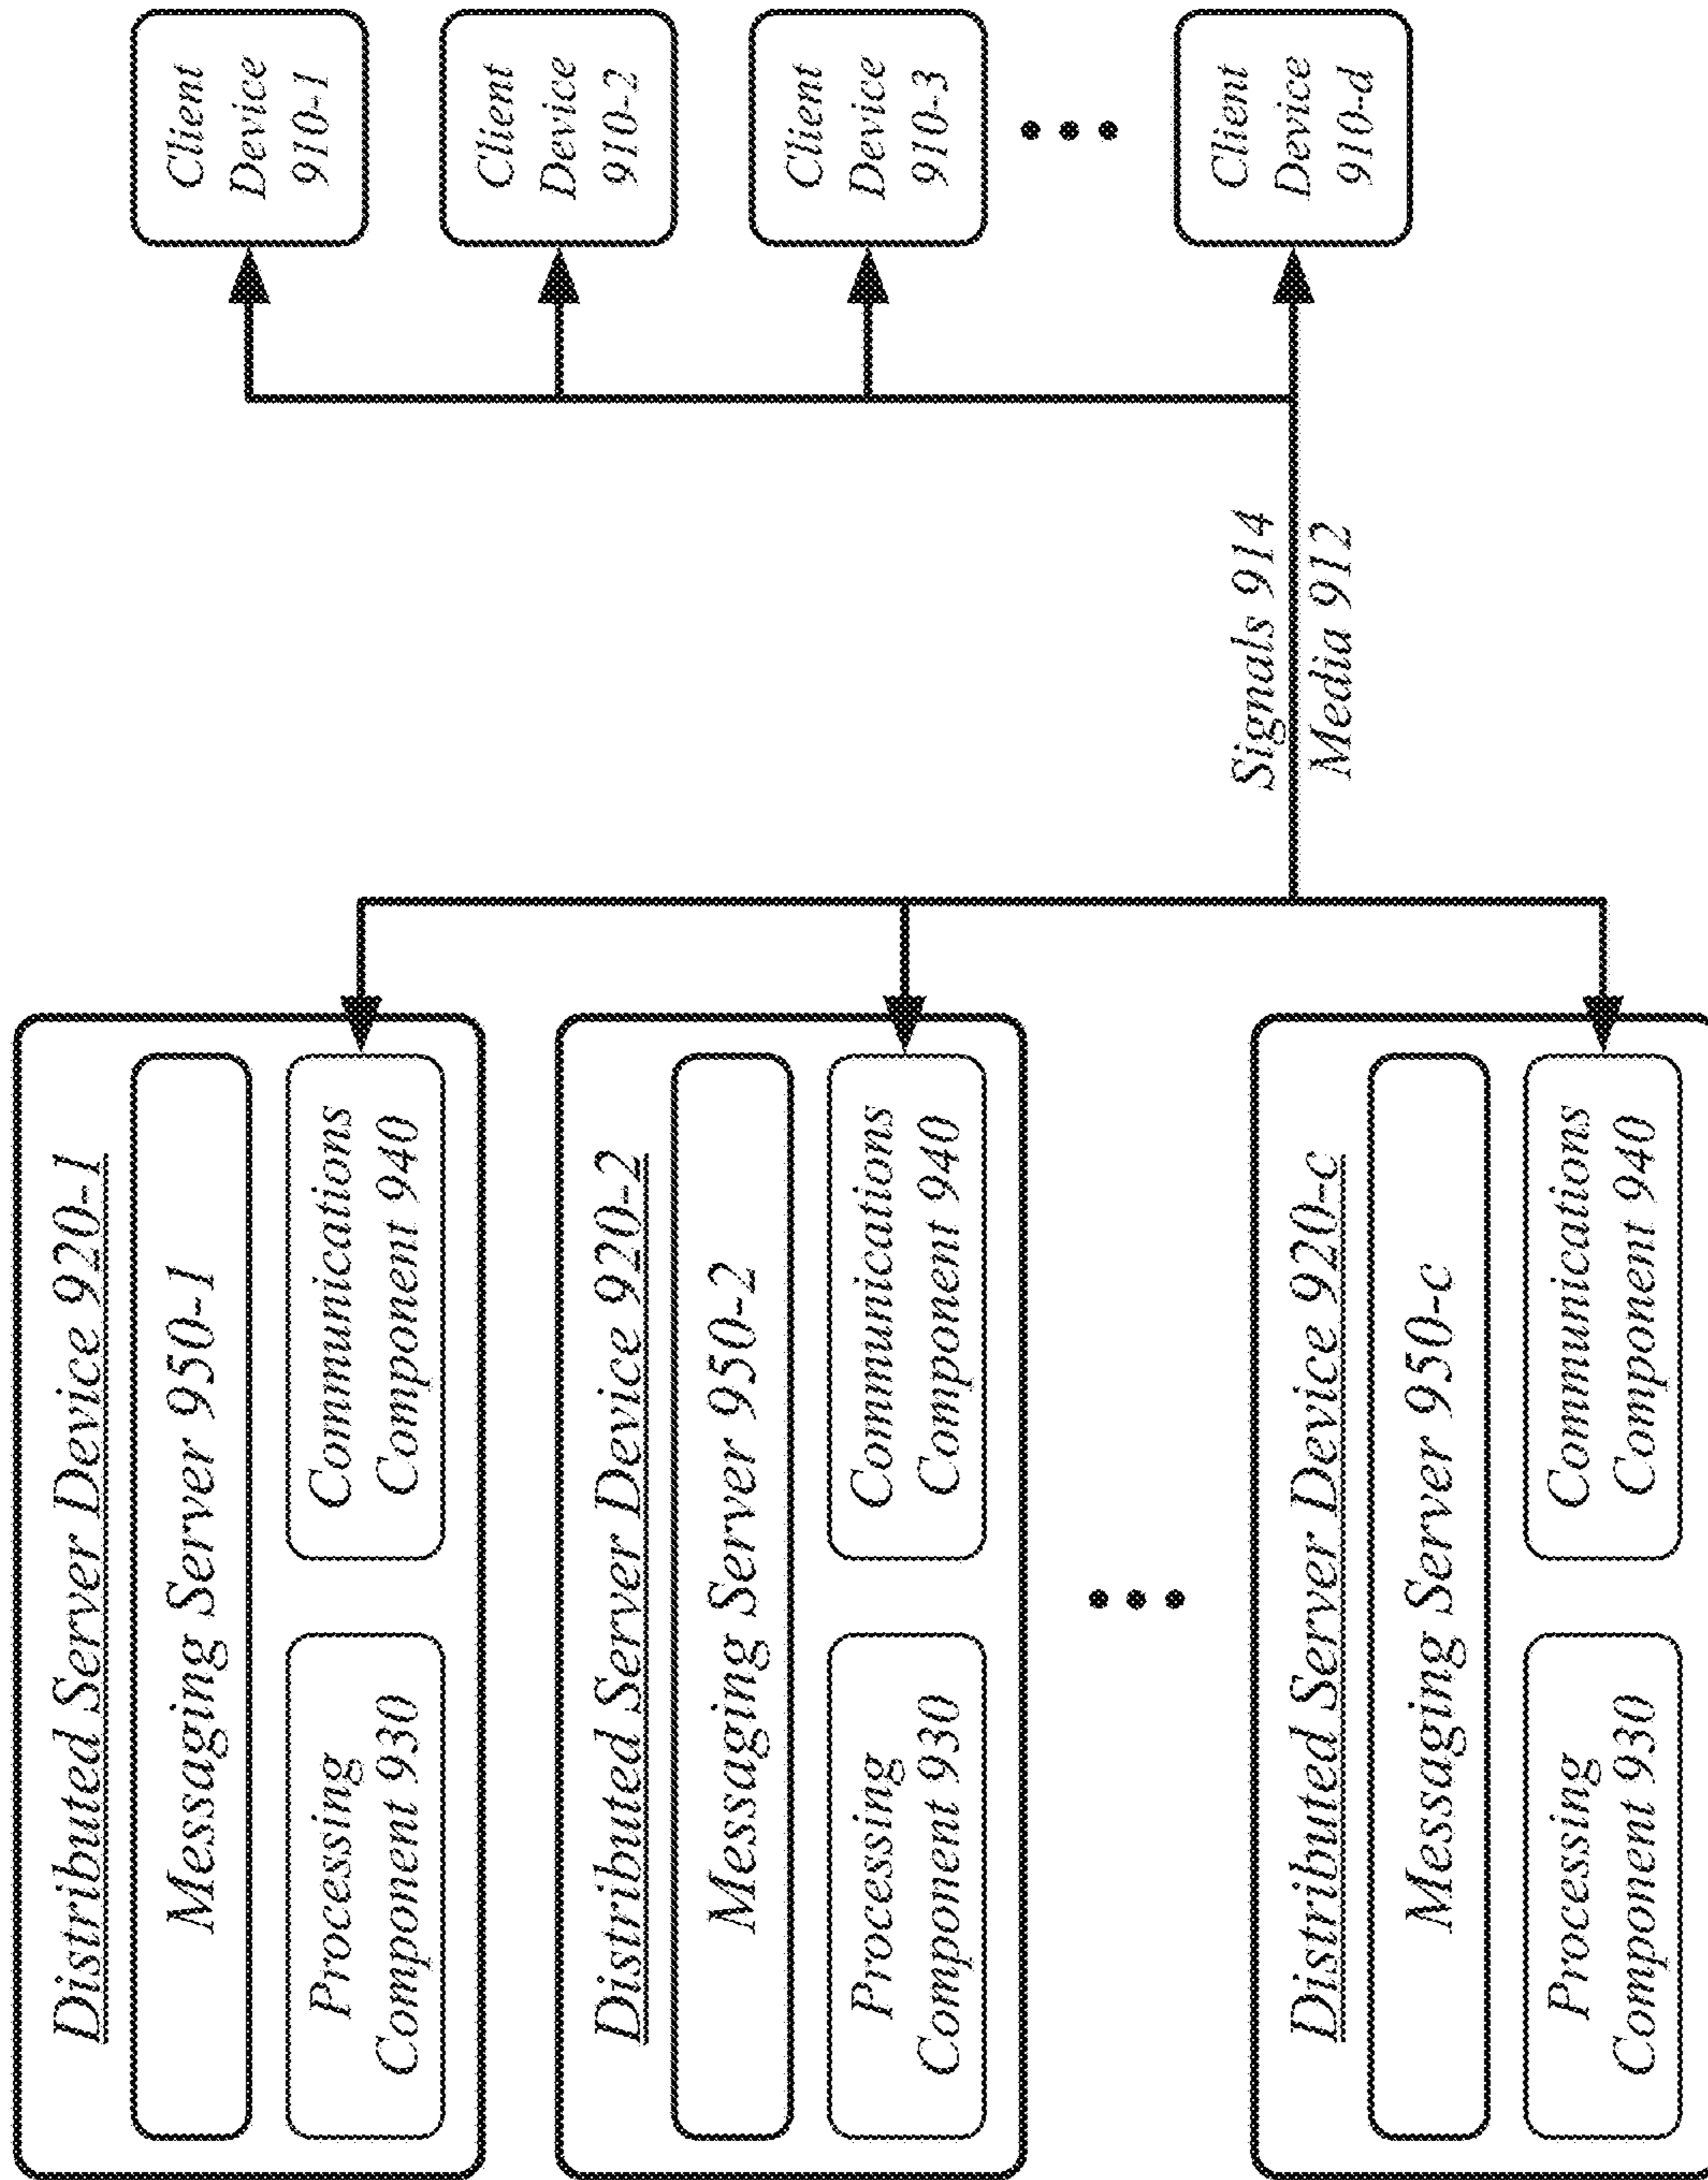 Distributed Server Device 920-1
Messaging Server 950-1
Processing
Component 930
Communications
Component 940
Distributed Server Device 920-2
Messaging Server 950-2
Processing
Component 930
Communications
Component 940
Distributed Server Device 920-c
Messaging Server 950-c
Processing
Component 930
Communications
Component 940
Signals 914
Media 912
Client
Device
910-1
Client
Device
910-2
Client
Device
910-3
Client
Device
910-d